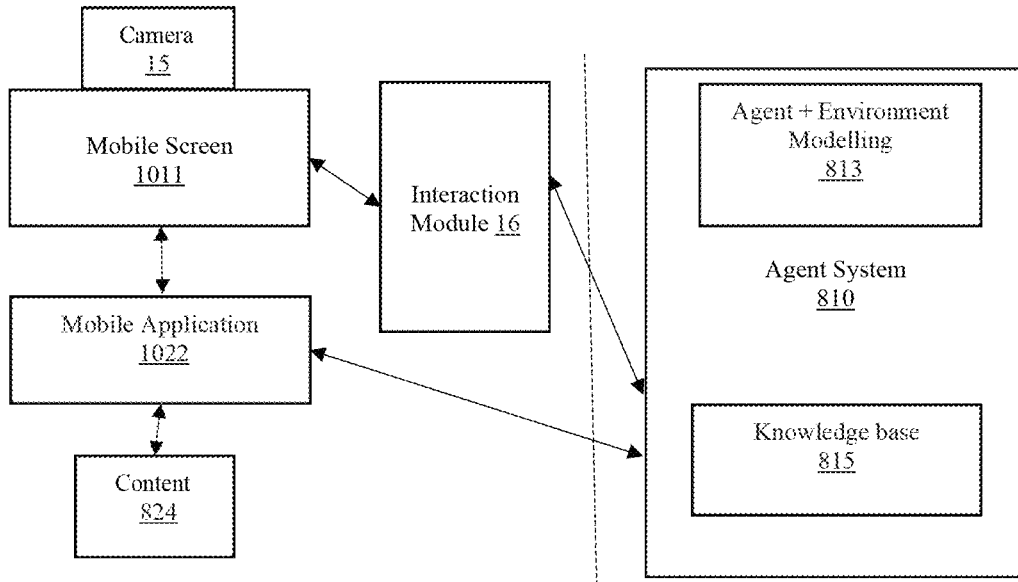 Camera
15
Mobile Screen
1011
Interaction
Module 16
Mobile Application
1022
Content
824
Agent + Environment
Modelling
813
Agent System
810
Knowledge base
815